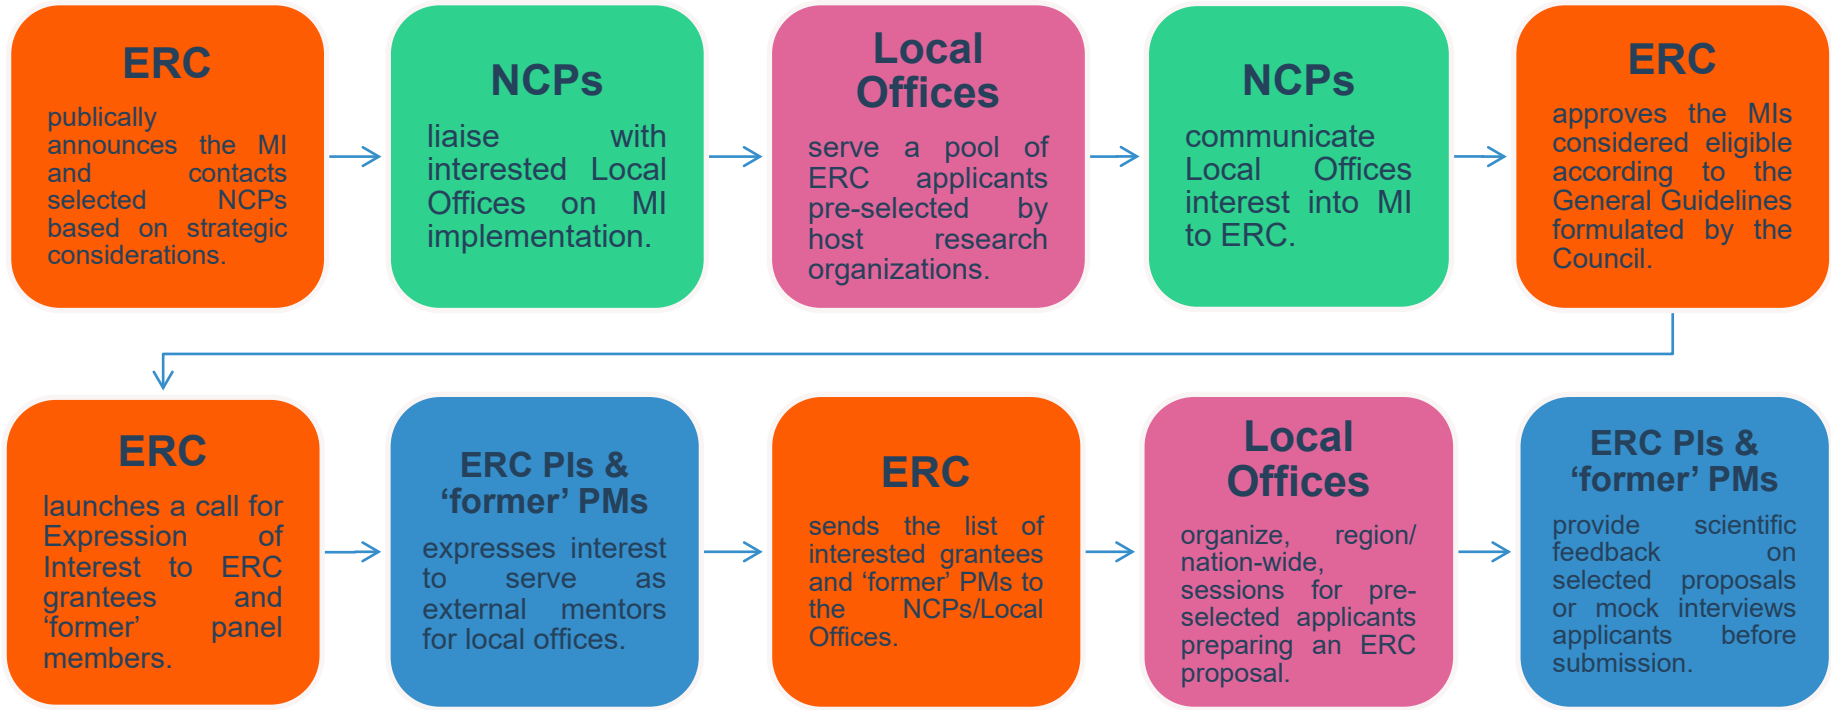 ERC
publically
announces the MI
and contacts
selected NCPs
based on strategic
considerations.
NCPs
liaise with
interested Local
Offices on MI
implementation.
Local
Offices
serve a pool of
ERC applicants
pre-selected by
host research
organizations.
NCPs
communicate
Local Offices
interest into MI
to ERC.
ERC
approves the MIs
considered eligible
according to the
General Guidelines
formulated by the
Council.
ERC
launches a call for
Expression of
Interest to ERC
grantees and
‘former’ panel
members.
ERC PIs &
‘former’ PMs
expresses interest
to serve as
external mentors
for local offices.
ERC
sends the list of
interested grantees
and ‘former’ PMs to
the NCPs/Local
Offices.
Local
Offices
organize, region/
nation-wide,
sessions for pre-
selected applicants
preparing an ERC
proposal.
ERC PIs &
‘former’ PMs
provide scientific
feedback on
selected proposals
or mock interviews
applicants before
submission.